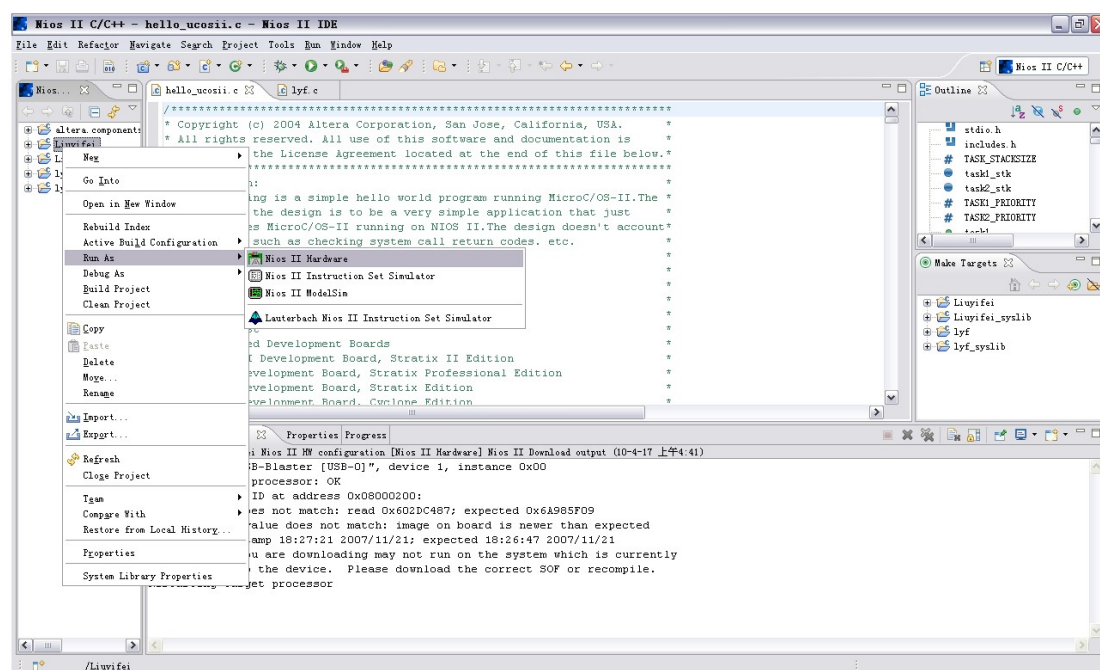 Nios II C/C++ - hello_ucosii.c - Nios II IDE
File Edit Refactor Navigate Search Project Tools Run Window Help
Nios II C/C++
Nios...
hello_ucosii.c
lyf.c
Outline
altera.components
Liuyifei
/*************************************************************************
* Copyright (c) 2004 Altera Corporation, San Jose, California, USA. *
* All rights reserved. All use of this software and documentation is *
the License Agreement located at the end of this file below.*
ing is a simple hello world program running MicroC/OS-II.The *
the design is to be a very simple application that just *
es MicroC/OS-II running on NIOS II.The design doesn't account*
such as checking system call return codes. etc. *
ed Development Boards *
I Development Board, Stratix II Edition *
evelopment Board, Stratix Professional Edition *
evelopment Board, Stratix Edition *
evelopment Board, Cyclone Edition *
New
Go Into
Open in New Window
Rebuild Index
Active Build Configuration
Run As
Debug As
Build Project
Clean Project
Copy
Paste
Delete
Move...
Rename
Import...
Export...
Refresh
Close Project
Team
Compare With
Restore from Local History...
Properties
System Library Properties
Nios II Hardware
Nios II Instruction Set Simulator
Nios II ModelSim
Lauterbach Nios II Instruction Set Simulator
stdio.h
includes.h
TASK_STACKSIZE
task1_stk
task2_stk
TASK1_PRIORITY
TASK2_PRIORITY
task1
Make Targets
Liuyifei
Liuyifei_syslib
lyf
lyf_syslib
Properties Progress
ei Nios II HW configuration [Nios II Hardware] Nios II Download output (10-4-17 上午4:41)
SB-Blaster [USB-0]", device 1, instance 0x00
processor: OK
ID at address 0x08000200:
oes not match: read 0x602DC487; expected 0x6A985F09
value does not match: image on board is newer than expected
amp 18:27:21 2007/11/21; expected 18:26:47 2007/11/21
ou are downloading may not run on the system which is currently
the device. Please download the correct SOF or recompile.
get processor
/Liuyifei